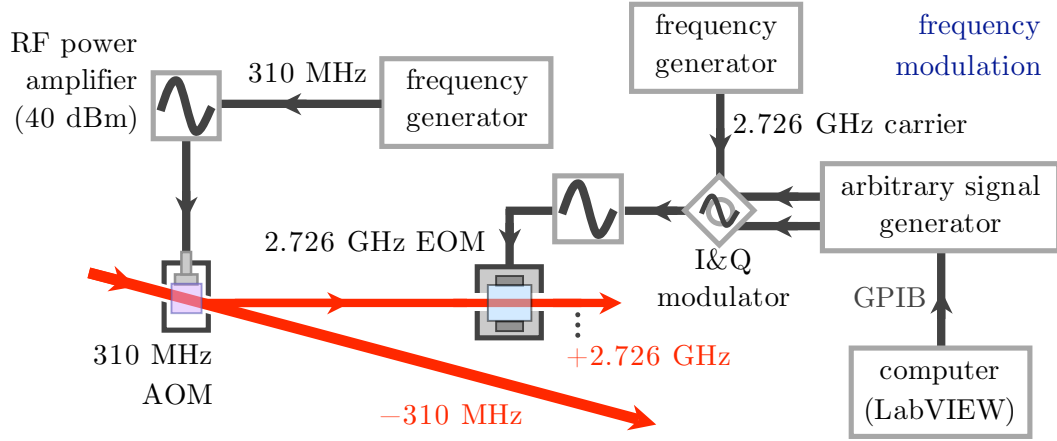 RF power
amplifier
(40 dBm)
310 MHz
frequency
generator
frequency
generator
frequency
modulation
2.726 GHz carrier
arbitrary signal
generator
2.726 GHz EOM
I&Q
modulator
GPIB
310 MHz
AOM
+2.726 GHz
−310 MHz
computer
(LabVIEW)